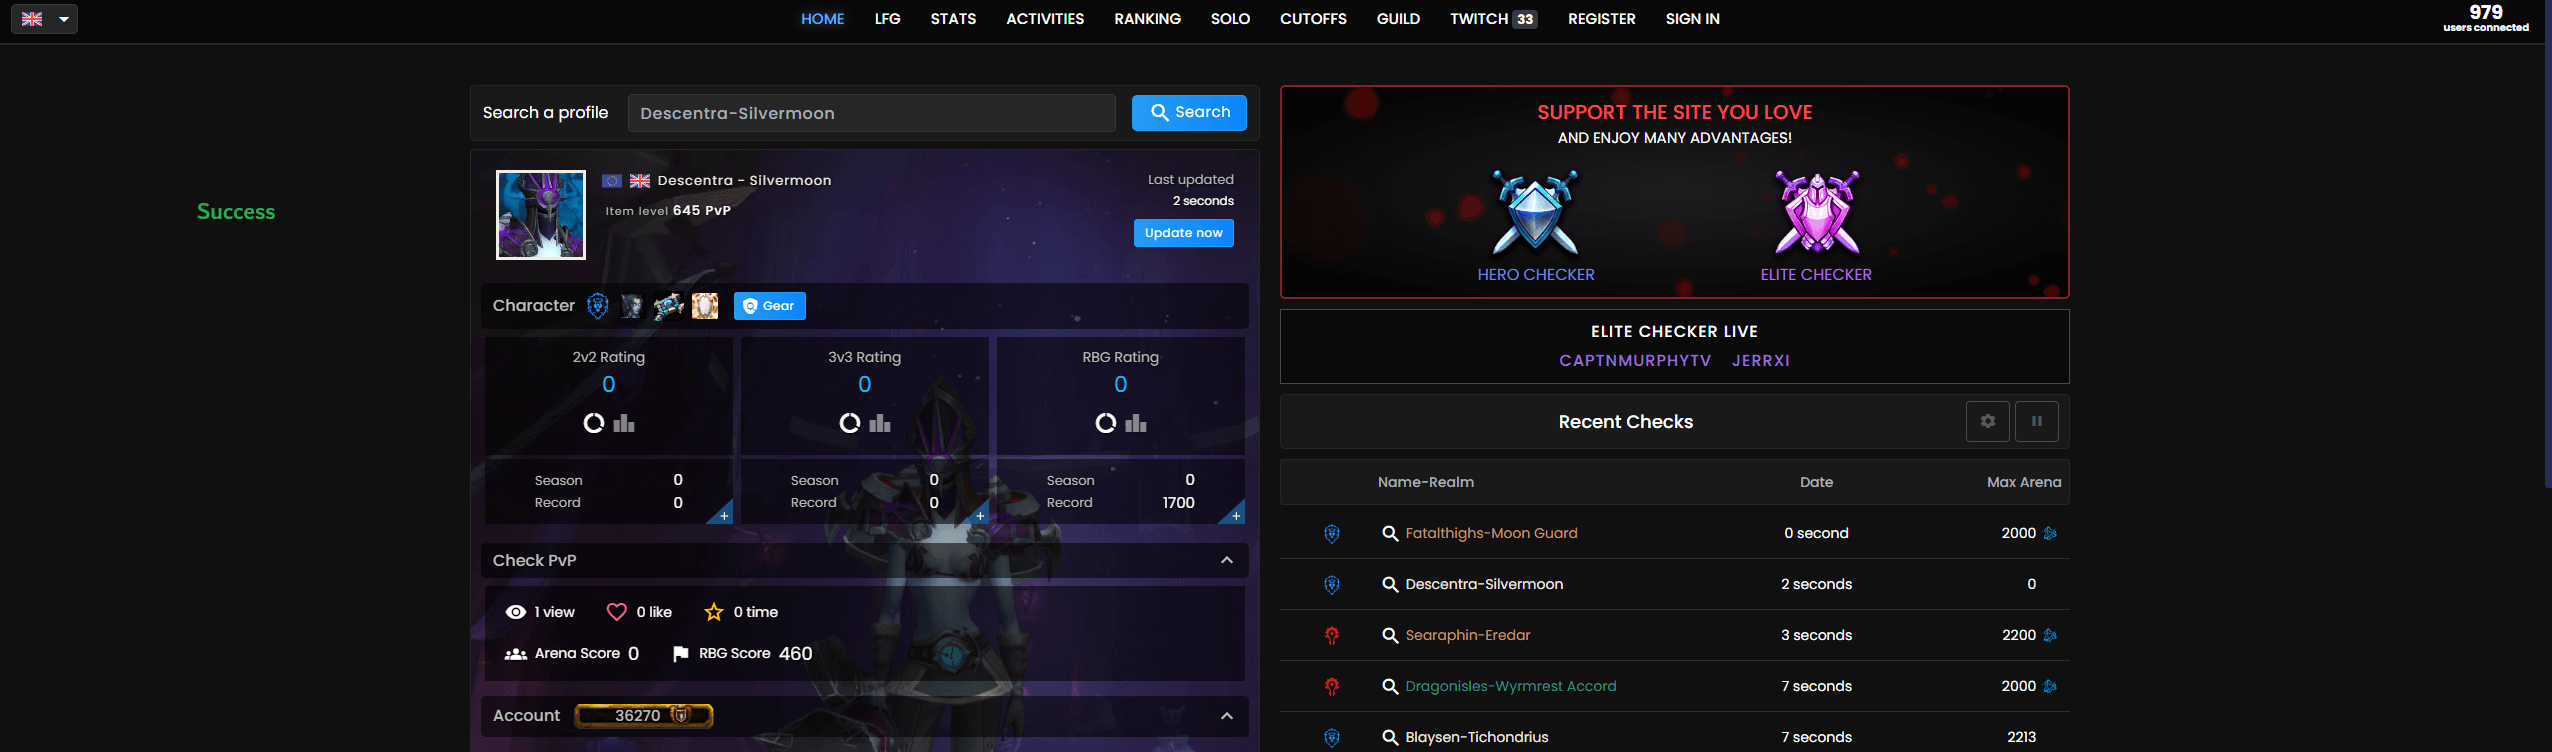 HOME LFG STATS ACTIVITIES RANKING SOLO CUTOFFS GUILD TWITCH 33 REGISTER SIGN IN
979
users connected
Success
Search a profile Descentra-Silvermoon Search
Descentra - Silvermoon
Item level 645 PvP
Last updated
2 seconds
Update now
Character Gear
2v2 Rating 3v3 Rating RBG Rating
0 0 0
Season 0 Season 0 Season 0
Record 0 Record 0 Record 1700
+ + +
Check PvP
1 view 0 like 0 time
Arena Score 0 RBG Score 460
Account 36270
SUPPORT THE SITE YOU LOVE
AND ENJOY MANY ADVANTAGES!
HERO CHECKER ELITE CHECKER
ELITE CHECKER LIVE
CAPTNMURPHYTV JERRXI
Recent Checks
Name-Realm Date Max Arena
Fatalthighs-Moon Guard 0 second 2000
Descentra-Silvermoon 2 seconds 0
Searaphin-Eredar 3 seconds 2200
Dragonisles-Wyrmrest Accord 7 seconds 2000
Blaysen-Tichondrius 7 seconds 2213